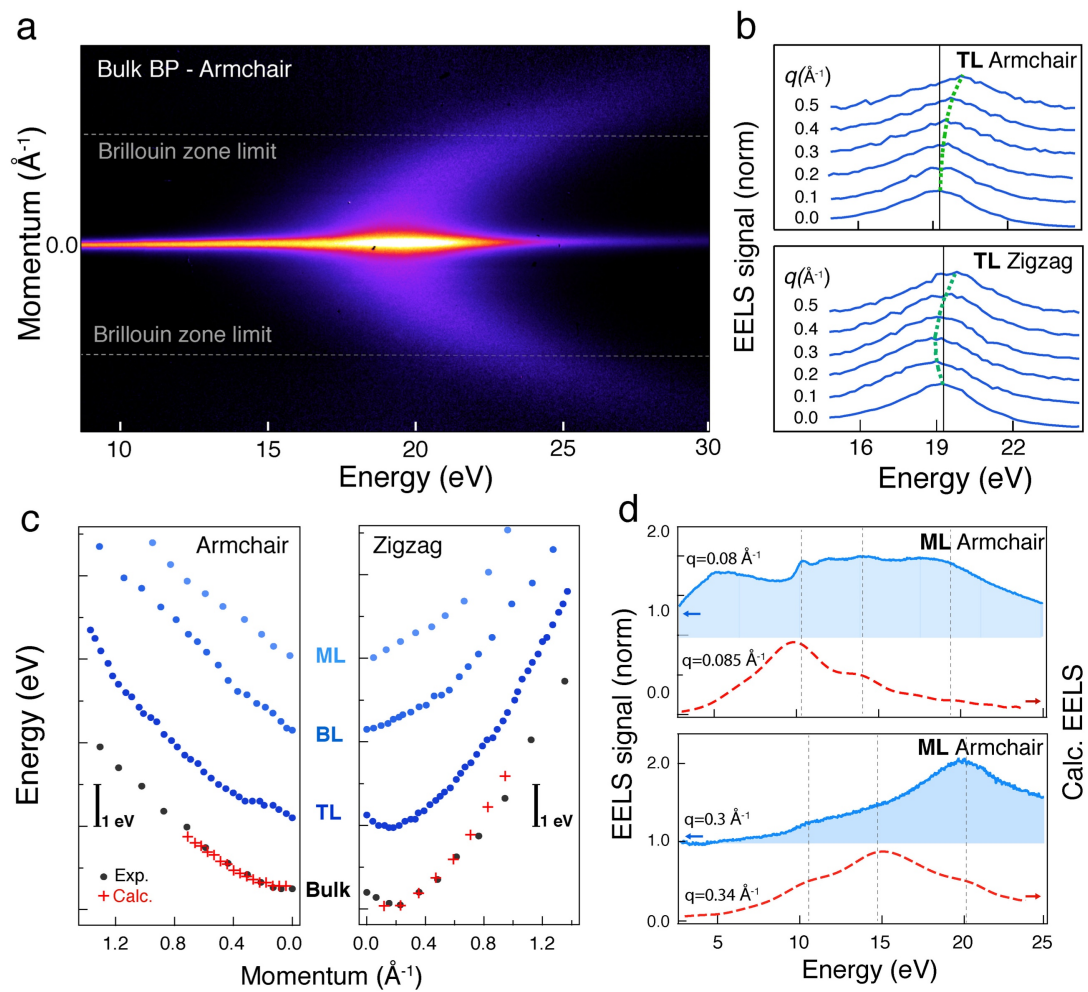 a
Bulk BP - Armchair
Brillouin zone limit
0.0
Brillouin zone limit
Momentum (Å⁻¹)
10 15 20 25 30
Energy (eV)
b
TL Armchair
q(Å⁻¹)
0.5
0.4
0.3
0.2
0.1
0.0
TL Zigzag
q(Å⁻¹)
0.5
0.4
0.3
0.2
0.1
0.0
EELS signal (norm)
16 19 22
Energy (eV)
c
Armchair
Zigzag
ML
BL
TL
Bulk
1 eV
1 eV
Exp.
Calc.
Energy (eV)
1.2 0.8 0.4 0.0
0.0 0.4 0.8 1.2
Momentum (Å⁻¹)
d
2.0
ML Armchair
q=0.08 Å⁻¹
1.0
q=0.085 Å⁻¹
0.0
ML Armchair
2.0
q=0.3 Å⁻¹
1.0
q=0.34 Å⁻¹
0.0
EELS signal (norm)
Calc. EELS
5 10 15 20 25
Energy (eV)